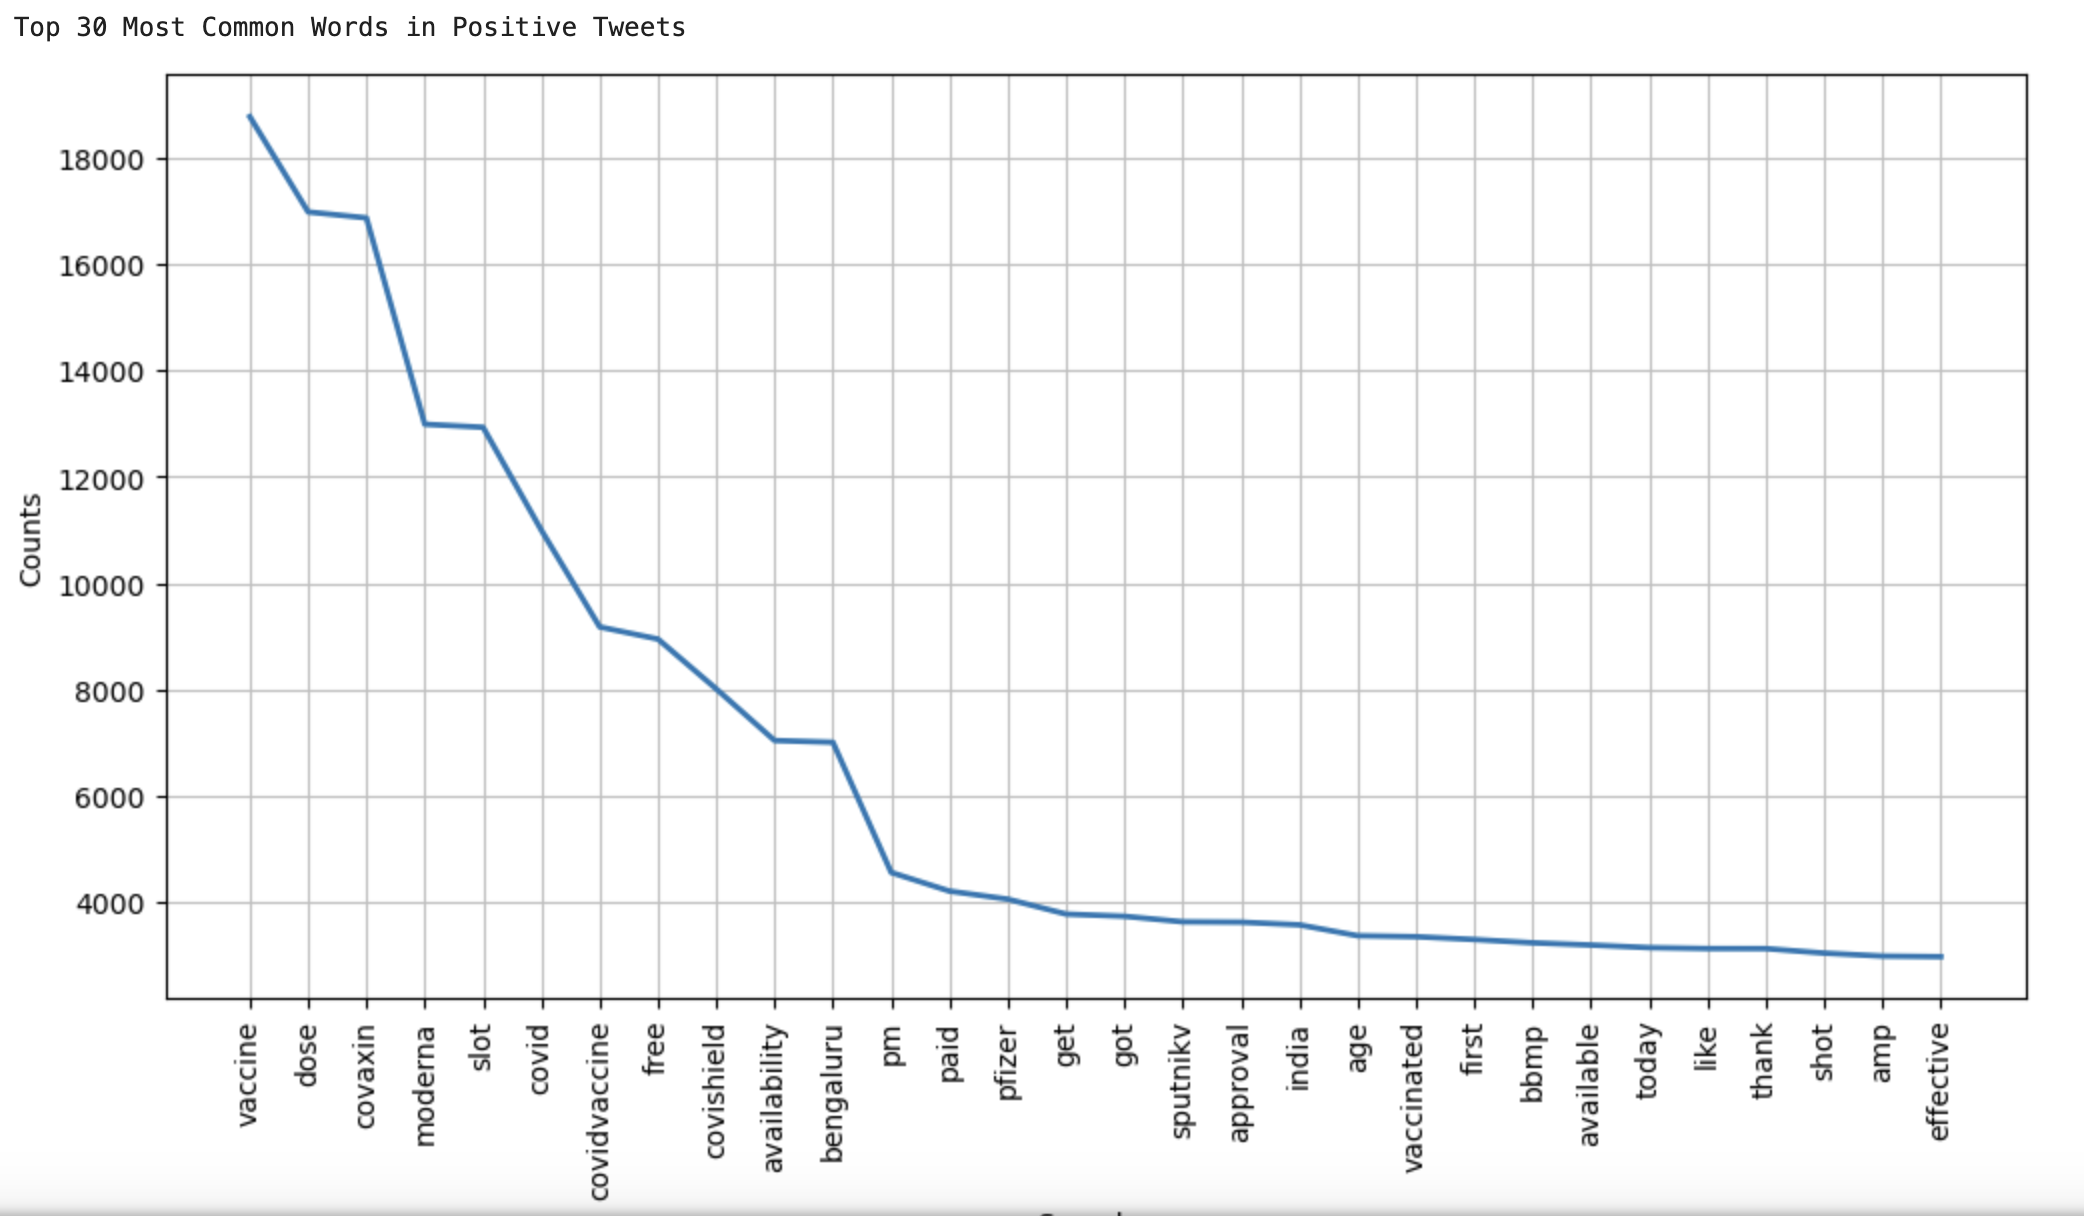 Top 30 Most Common Words in Positive Tweets
18000
16000
14000
12000
10000
8000
6000
4000
Counts
vaccine
dose
covaxin
moderna
slot
covid
covidvaccine
free
covishield
availability
bengaluru
pm
paid
pfizer
get
got
sputnikv
approval
india
age
vaccinated
first
bbmp
available
today
like
thank
shot
amp
effective